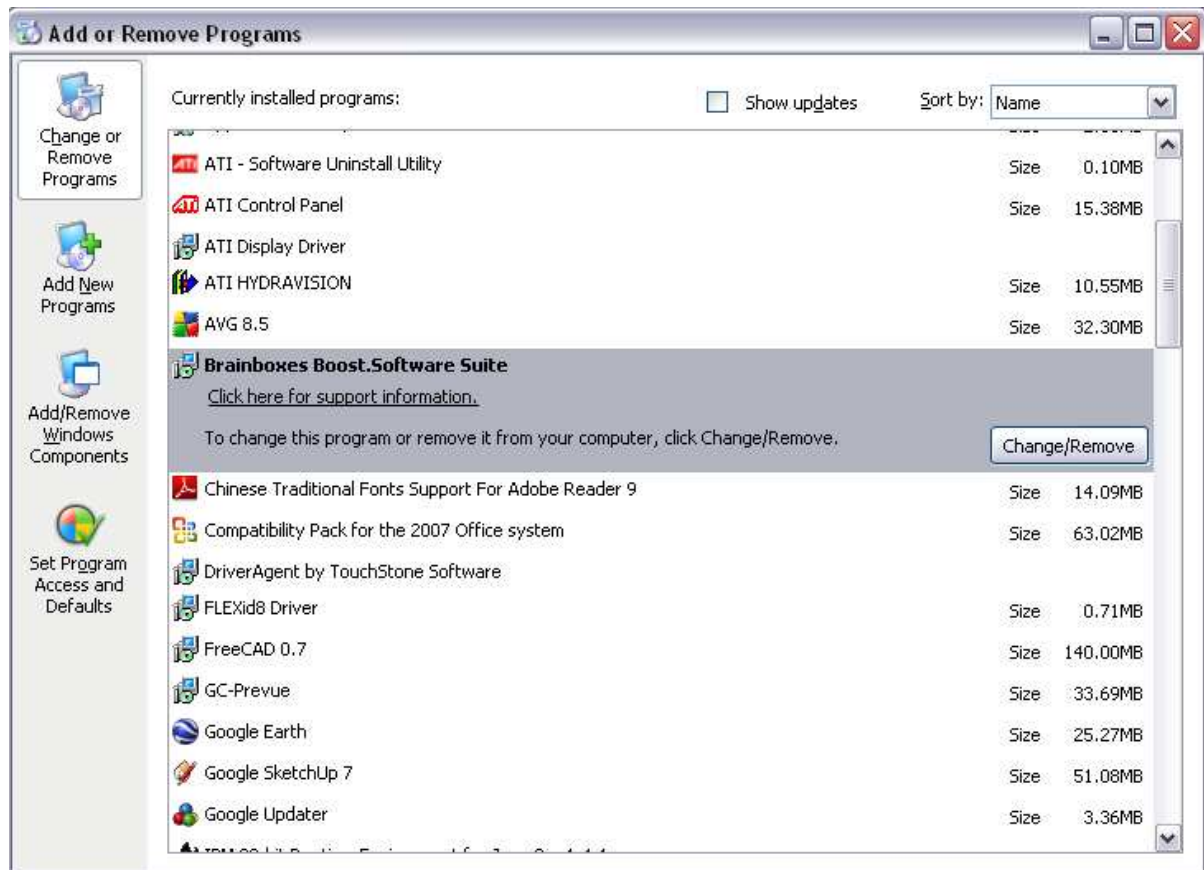 Add or Remove Programs
Change or
Remove
Programs
Add New
Programs
Add/Remove
Windows
Components
Set Program
Access and
Defaults
Currently installed programs:
Show updates
Sort by: Name
ATI - Software Uninstall Utility Size 0.10MB
ATI Control Panel Size 15.38MB
ATI Display Driver
ATI HYDRAVISION Size 10.55MB
AVG 8.5 Size 32.30MB
Brainboxes Boost.Software Suite
Click here for support information.
To change this program or remove it from your computer, click Change/Remove.
Change/Remove
Chinese Traditional Fonts Support For Adobe Reader 9 Size 14.09MB
Compatibility Pack for the 2007 Office system Size 63.02MB
DriverAgent by TouchStone Software
FLEXid8 Driver Size 0.71MB
FreeCAD 0.7 Size 140.00MB
GC-Prevue Size 33.69MB
Google Earth Size 25.27MB
Google SketchUp 7 Size 51.08MB
Google Updater Size 3.36MB